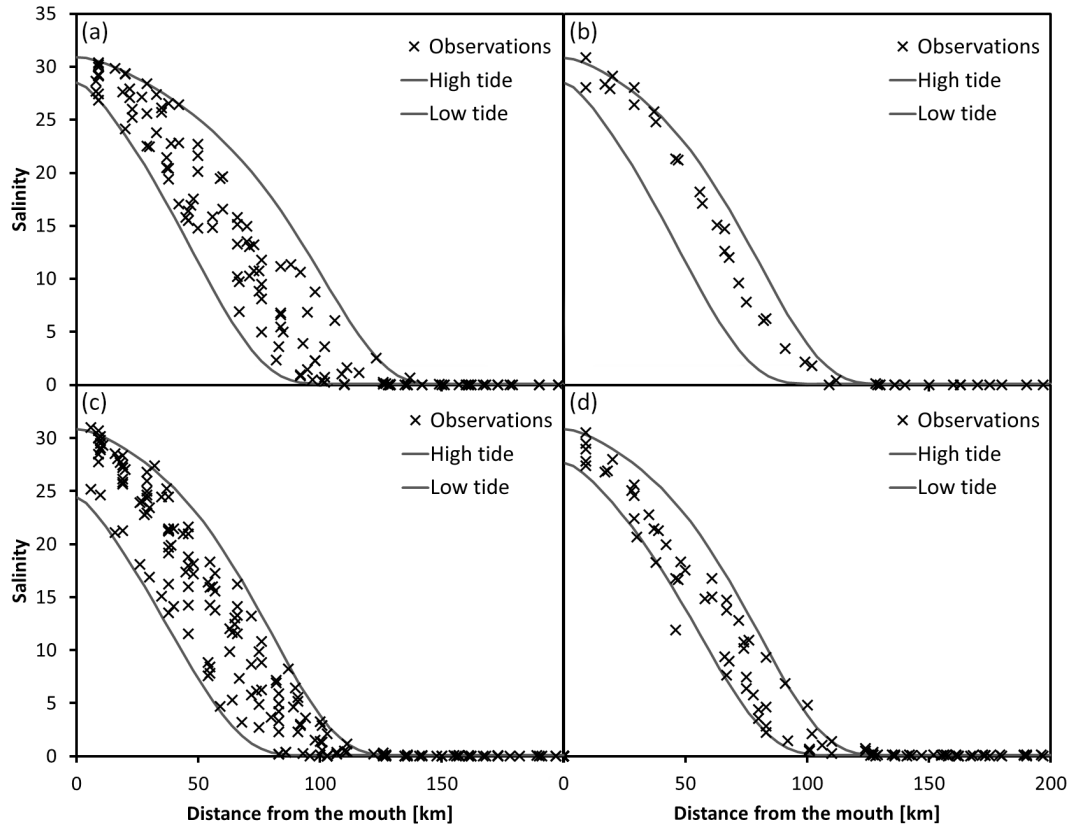 35
(a)
Observations
High tide
Low tide
(b)
Observations
High tide
Low tide
30
25
20
15
10
5
0
Salinity
(c)
Observations
High tide
Low tide
(d)
Observations
High tide
Low tide
30
25
20
15
10
5
0
Salinity
0 50 100 150
0 50 100 150 200
Distance from the mouth [km]
Distance from the mouth [km]